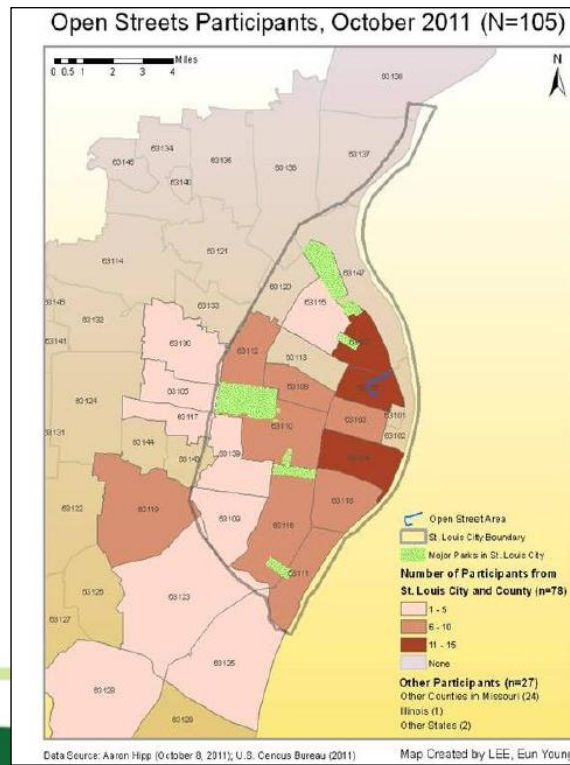 Open Streets Participants, October 2011 (N=105)
Miles
0 0.5 1 2 3 4
N
63138
63134
63135
63136
63137
63140
63121
63114
63147
63120
63115
63133
63132
63141
63130
63112
63113
63124
63105
63108
63117
63110
63103
63101
63102
63131
63144
63143
63139
63104
63118
63122
63119
63109
63116
63111
63126
63123
63127
63125
63128
63129
Open Street Area
St. Louis City Boundary
Major Parks in St. Louis City
Number of Participants from
St. Louis City and County (n=78)
1 - 5
6 - 10
11 - 15
None
Other Participants (n=27)
Other Counties in Missouri (24)
Illinois (1)
Other States (2)
Data Source: Aaron Hipp (October 8, 2011); U.S. Census Bureau (2011)
Map Created by LEE, Eun Young